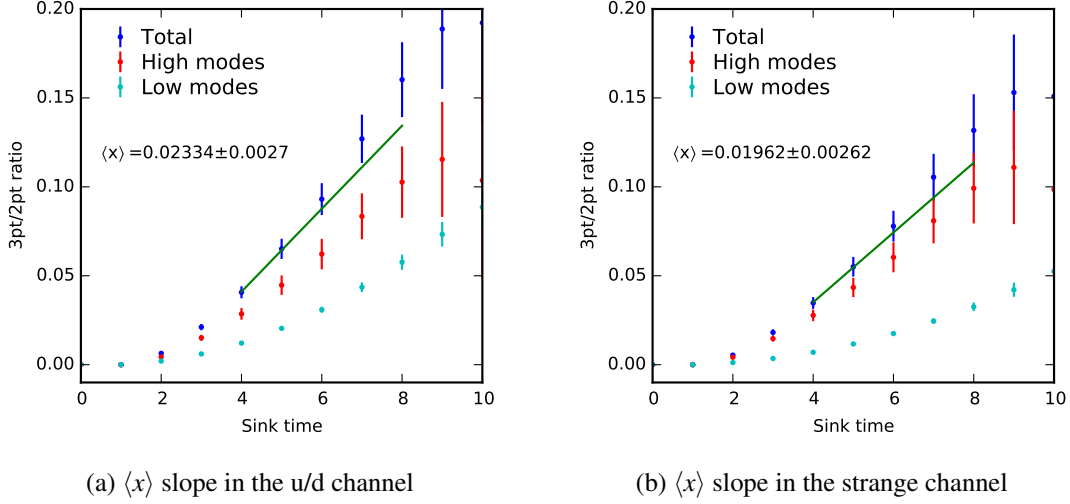 0.20
0.15
0.10
0.05
0.00
3pt/2pt ratio
Total
High modes
Low modes
⟨x⟩ =0.02334±0.0027
0 2 4 6 8 10
Sink time
(a) ⟨x⟩ slope in the u/d channel
0.20
0.15
0.10
0.05
0.00
3pt/2pt ratio
Total
High modes
Low modes
⟨x⟩ =0.01962±0.00262
0 2 4 6 8 10
Sink time
(b) ⟨x⟩ slope in the strange channel